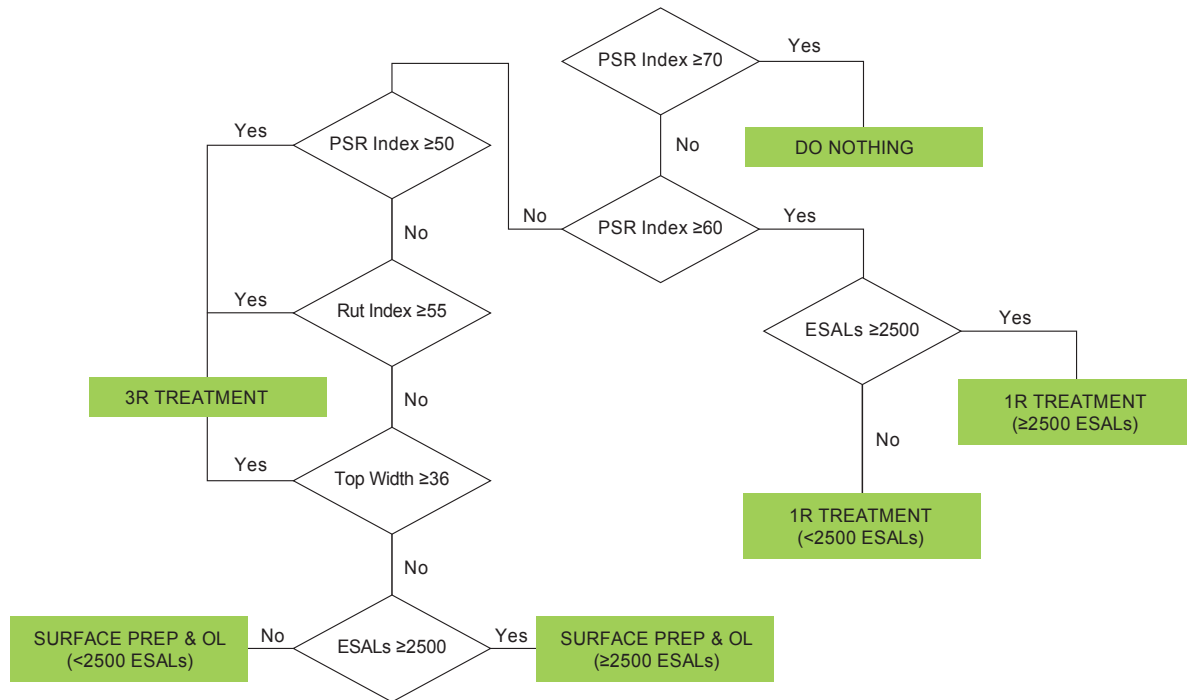 PSR Index ≥70
Yes
DO NOTHING
No
PSR Index ≥60
Yes
No
ESALs ≥2500
Yes
1R TREATMENT
(≥2500 ESALs)
No
1R TREATMENT
(<2500 ESALs)
PSR Index ≥50
Yes
No
Rut Index ≥55
Yes
3R TREATMENT
No
Top Width ≥36
Yes
No
ESALs ≥2500
No
SURFACE PREP & OL
(<2500 ESALs)
Yes
SURFACE PREP & OL
(≥2500 ESALs)